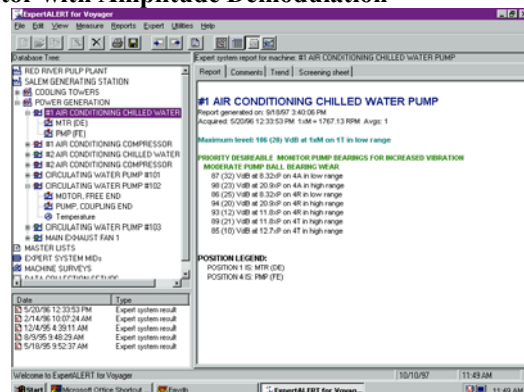 tor with Amplitude Demodulation
ExpertALERT for Voyager
File Edit View Measure Reports Expert Utilities Help
Database Tree:
RED RIVER PULP PLANT
SALEM GENERATING STATION
COOLING TOWERS
POWER GENERATION
#1 AIR CONDITIONING CHILLED WATER
MTR (DE)
PMP (FE)
#1 AIR CONDITIONING COMPRESSOR
#2 AIR CONDITIONING CHILLED WATER
#2 AIR CONDITIONING COMPRESSOR
CIRCULATING WATER PUMP #101
CIRCULATING WATER PUMP #102
MOTOR, FREE END
PUMP, COUPLING END
Temperature
CIRCULATING WATER PUMP #103
MAIN EXHAUST FAN 1
MASTER LISTS
EXPERT SYSTEM MIDs
MACHINE SURVEYS
DATA COLLECTION SETUPS
Date Type
5/20/96 12:33:53 PM Expert system result
2/14/96 10:07:24 AM Expert system result
12/4/95 4:39:11 AM Expert system result
8/9/95 9:48:29 AM Expert system result
5/18/95 9:52:37 AM Expert system result
Expert system report for machine: #1 AIR CONDITIONING CHILLED WATER PUMP
Report Comments Trend Screening sheet
#1 AIR CONDITIONING CHILLED WATER PUMP
Report generated on: 9/18/97 3:40:06 PM
Acquired: 5/20/96 12:33:53 PM 1xM = 1767.13 RPM Avgs: 1
Maximum level: 106 (20) VdB at 1xM on 1T in low range
PRIORITY DESIREABLE MONITOR PUMP BEARINGS FOR INCREASED VIBRATION
MODERATE PUMP BALL BEARING WEAR
87 (32) VdB at 8.32xP on 4A in low range
98 (23) VdB at 20.9xP on 4A in high range
86 (25) VdB at 8.32xP on 4R in low range
94 (20) VdB at 20.9xP on 4R in high range
93 (12) VdB at 11.8xP on 4R in high range
89 (21) VdB at 11.8xP on 4T in high range
85 (10) VdB at 12.7xP on 4T in high range
POSITION LEGEND:
POSITION 1 IS: MTR (DE)
POSITION 4 IS: PMP (FE)
Welcome to ExpertALERT for Voyager 10/10/97 11:49 AM
Start Microsoft Office Shortcut ExpertALERT for Voyag... 11:49 AM